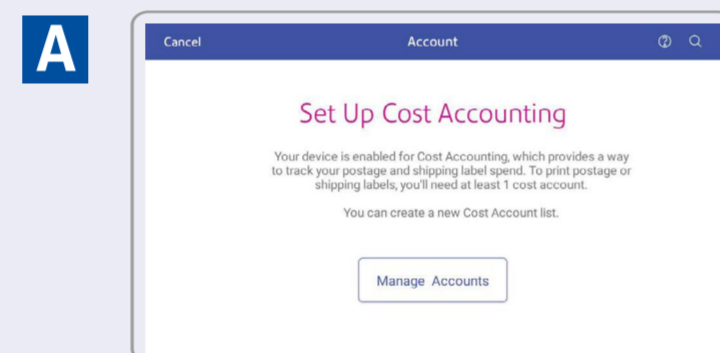 A
Cancel Account
Set Up Cost Accounting
Your device is enabled for Cost Accounting, which provides a way
to track your postage and shipping label spend. To print postage or
shipping labels, you'll need at least 1 cost account.
You can create a new Cost Account list.
Manage Accounts